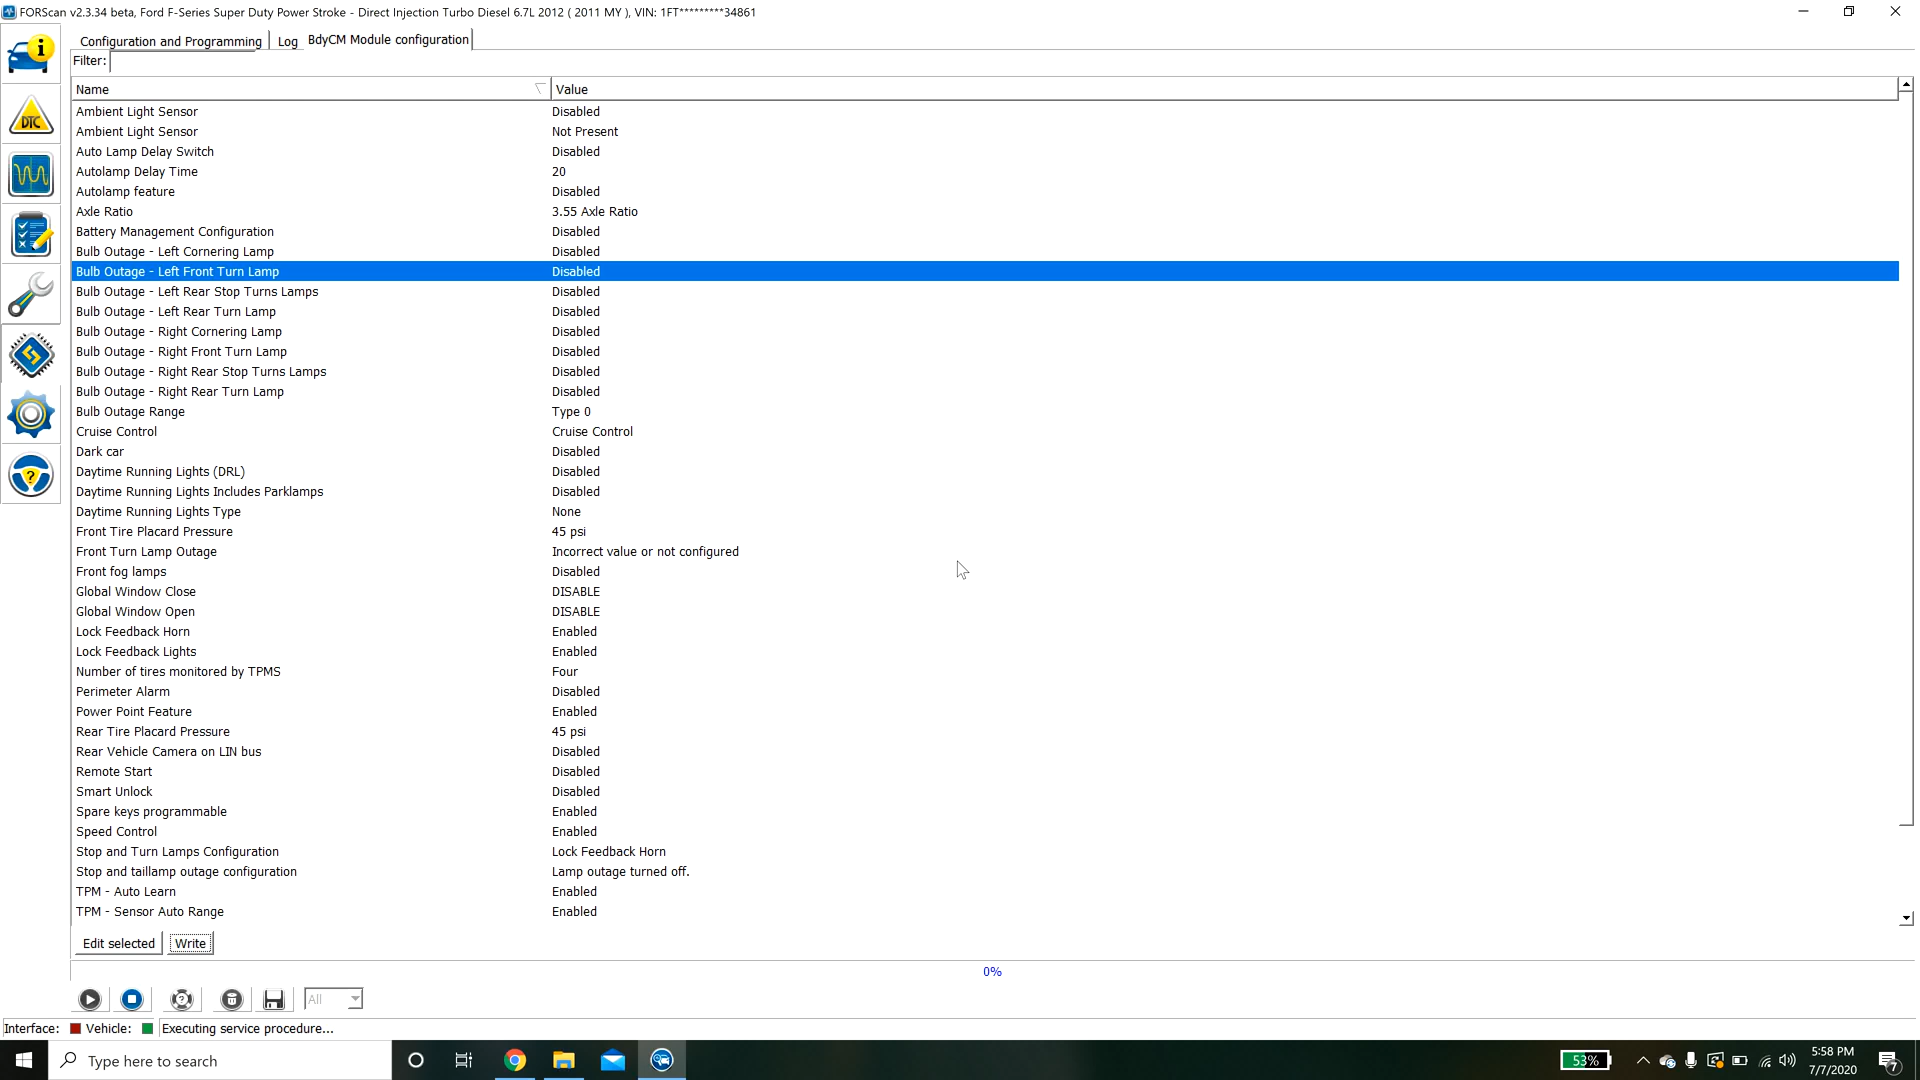 FORScan v2.3.34 beta, Ford F-Series Super Duty Power Stroke - Direct Injection Turbo Diesel 6.7L 2012 ( 2011 MY ), VIN: 1FT*********34861
Configuration and Programming Log BdyCM Module configuration
Filter:
Name Value
Ambient Light Sensor Disabled
Ambient Light Sensor Not Present
Auto Lamp Delay Switch Disabled
Autolamp Delay Time 20
Autolamp feature Disabled
Axle Ratio 3.55 Axle Ratio
Battery Management Configuration Disabled
Bulb Outage - Left Cornering Lamp Disabled
Bulb Outage - Left Front Turn Lamp Disabled
Bulb Outage - Left Rear Stop Turns Lamps Disabled
Bulb Outage - Left Rear Turn Lamp Disabled
Bulb Outage - Right Cornering Lamp Disabled
Bulb Outage - Right Front Turn Lamp Disabled
Bulb Outage - Right Rear Stop Turns Lamps Disabled
Bulb Outage - Right Rear Turn Lamp Disabled
Bulb Outage Range Type 0
Cruise Control Cruise Control
Dark car Disabled
Daytime Running Lights (DRL) Disabled
Daytime Running Lights Includes Parklamps Disabled
Daytime Running Lights Type None
Front Tire Placard Pressure 45 psi
Front Turn Lamp Outage Incorrect value or not configured
Front fog lamps Disabled
Global Window Close DISABLE
Global Window Open DISABLE
Lock Feedback Horn Enabled
Lock Feedback Lights Enabled
Number of tires monitored by TPMS Four
Perimeter Alarm Disabled
Power Point Feature Enabled
Rear Tire Placard Pressure 45 psi
Rear Vehicle Camera on LIN bus Disabled
Remote Start Disabled
Smart Unlock Disabled
Spare keys programmable Enabled
Speed Control Enabled
Stop and Turn Lamps Configuration Lock Feedback Horn
Stop and taillamp outage configuration Lamp outage turned off.
TPM - Auto Learn Enabled
TPM - Sensor Auto Range Enabled
Edit selected Write
0%
All
Interface: Vehicle: Executing service procedure...
Type here to search
53%
5:58 PM
7/7/2020
7
DTC